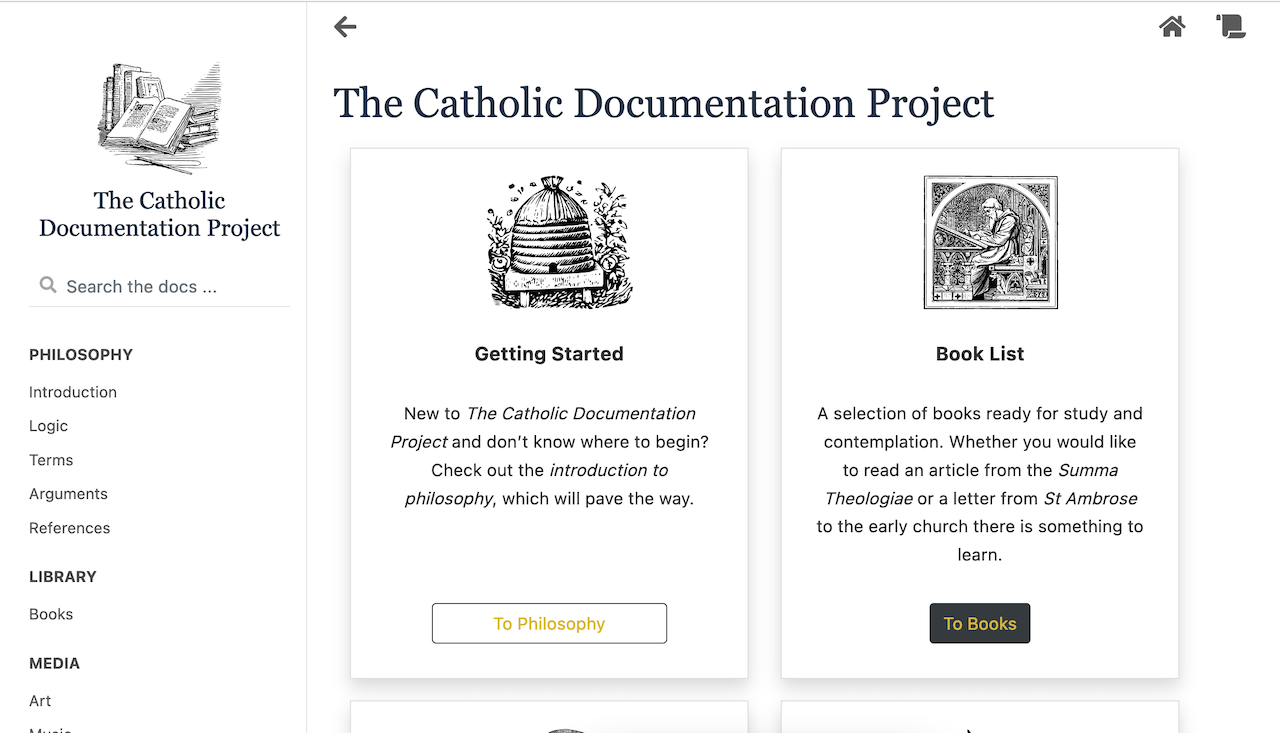 The Catholic
Documentation Project
Search the docs ...
PHILOSOPHY
Introduction
Logic
Terms
Arguments
References
LIBRARY
Books
MEDIA
Art
Music
The Catholic Documentation Project
Getting Started
New to The Catholic Documentation
Project and don’t know where to begin?
Check out the introduction to
philosophy, which will pave the way.
To Philosophy
Book List
A selection of books ready for study and
contemplation. Whether you would like
to read an article from the Summa
Theologiae or a letter from St Ambrose
to the early church there is something to
learn.
To Books